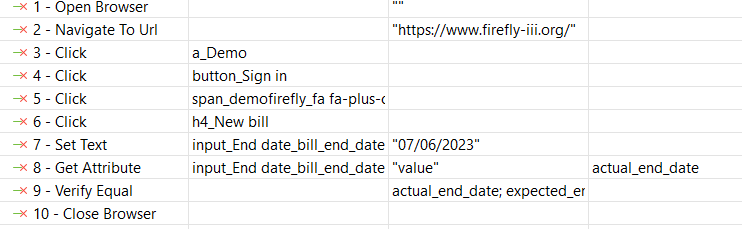 1 - Open Browser ""
2 - Navigate To Url "https://www.firefly-iii.org/"
3 - Click a_Demo
4 - Click button_Sign in
5 - Click span_demofirefly_fa fa-plus-c
6 - Click h4_New bill
7 - Set Text input_End date_bill_end_date "07/06/2023"
8 - Get Attribute input_End date_bill_end_date "value" actual_end_date
9 - Verify Equal actual_end_date; expected_er
10 - Close Browser